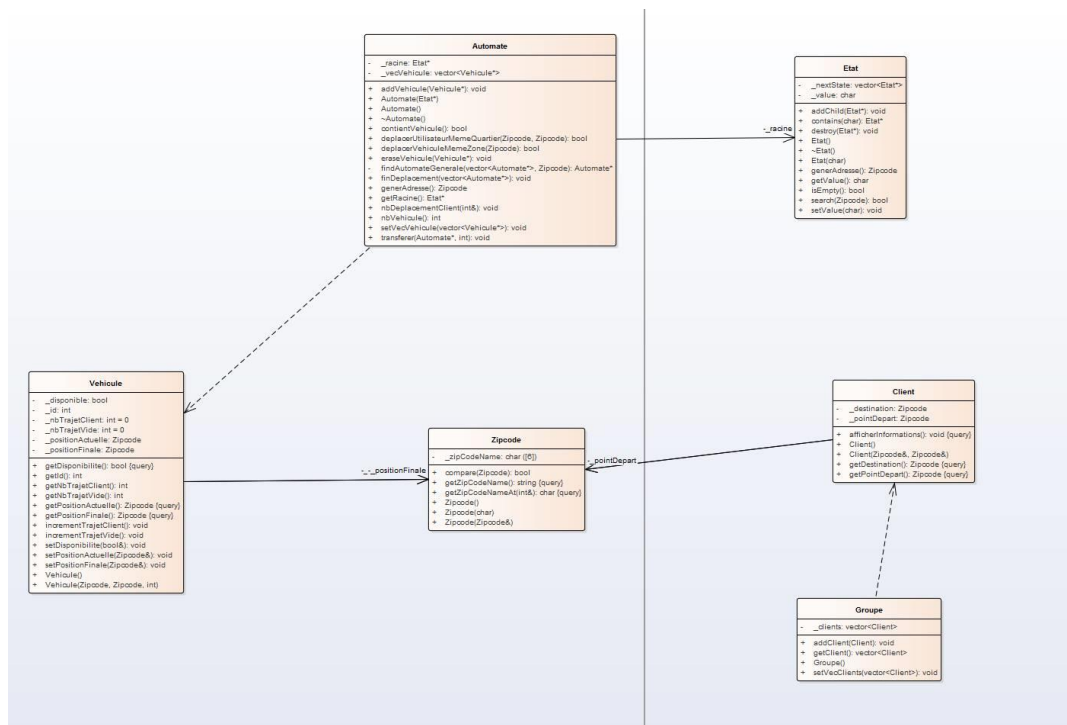 Automate
- _racine: Etat*
- _vecVehicule: vector<Vehicule*>
+ addVehicule(Vehicule*): void
+ Automate(Etat*)
+ Automate()
+ ~Automate()
+ contientVehicule(): bool
+ deplacerUtilisateurMemeQuartier(Zipcode, Zipcode): bool
+ deplacerVehiculeMemeZone(Zipcode): bool
+ eraseVehicule(Vehicule*): void
- findAutomateGenerale(vector<Automate*>, Zipcode): Automate*
+ finDeplacement(vector<Automate*>): void
+ generAdresse(): Zipcode
+ getRacine(): Etat*
+ nbDeplacementClient(int&): void
+ nbVehicule(): int
+ setVecVehicule(vector<Vehicule*>): void
+ transferer(Automate*, int): void
-_racine
Etat
- _nextState: vector<Etat*>
- _value: char
+ addChild(Etat*): void
+ contains(char): Etat*
+ destroy(Etat*): void
+ Etat()
+ ~Etat()
+ Etat(char)
+ generAdresse(): Zipcode
+ getValue(): char
+ isEmpty(): bool
+ search(Zipcode): bool
+ setValue(char): void
Vehicule
- _disponible: bool
- _id: int
- _nbTrajetClient: int = 0
- _nbTrajetVide: int = 0
- _positionActuelle: Zipcode
- _positionFinale: Zipcode
+ getDisponibilite(): bool {query}
+ getId(): int
+ getNbTrajetClient(): int
+ getNbTrajetVide(): int
+ getPositionActuelle(): Zipcode {query}
+ getPositionFinale(): Zipcode {query}
+ incrementTrajetClient(): void
+ incrementTrajetVide(): void
+ setDisponibilite(bool&): void
+ setPositionActuelle(Zipcode&): void
+ setPositionFinale(Zipcode&): void
+ Vehicule()
+ Vehicule(Zipcode, Zipcode, int)
-_-_positionFinale
Zipcode
- _zipCodeName: char ([6])
+ compare(Zipcode): bool
+ getZipCodeName(): string {query}
+ getZipCodeNameAt(int&): char {query}
+ Zipcode()
+ Zipcode(char)
+ Zipcode(Zipcode&)
-_pointDepart
Client
- _destination: Zipcode
- _pointDepart: Zipcode
+ afficherInformations(): void {query}
+ Client()
+ Client(Zipcode&, Zipcode&)
+ getDestination(): Zipcode {query}
+ getPointDepart(): Zipcode {query}
Groupe
- _clients: vector<Client>
+ addClient(Client): void
+ getClient(): vector<Client>
+ Groupe()
+ setVecClients(vector<Client>): void